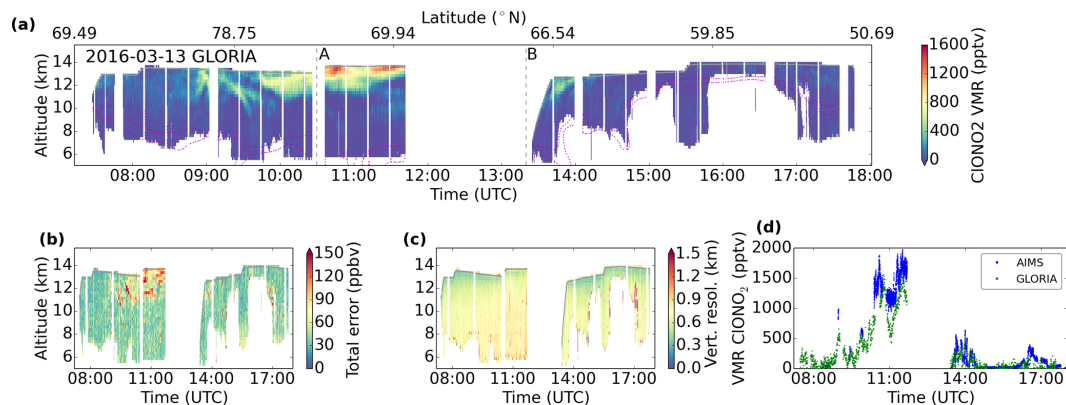 Latitude (°N)
(a)
69.49 78.75 69.94 66.54 59.85 50.69
2016-03-13 GLORIA A B
Altitude (km)
14
12
10
8
6
08:00 09:00 10:00 11:00 12:00 13:00 14:00 15:00 16:00 17:00 18:00
Time (UTC)
1600
1200
800
400
0
ClONO2 VMR (pptv)
(b)
Altitude (km)
14
12
10
8
6
08:00 11:00 14:00 17:00
Time (UTC)
150
120
90
60
30
0
Total error (ppbv)
(c)
14
12
10
8
6
08:00 11:00 14:00 17:00
Time (UTC)
1.5
1.2
0.9
0.6
0.3
0.0
Vert. resol. (km)
(d)
VMR ClONO2 (pptv)
2000
1500
1000
500
0
08:00 11:00 14:00 17:00
Time (UTC)
AIMS
GLORIA